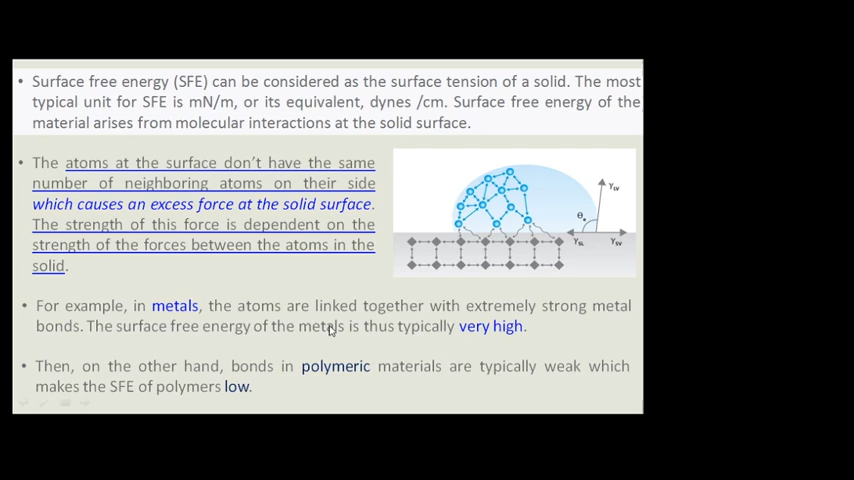 • Surface free energy (SFE) can be considered as the surface tension of a solid. The most
typical unit for SFE is mN/m, or its equivalent, dynes /cm. Surface free energy of the
material arises from molecular interactions at the solid surface.
• The atoms at the surface don't have the same
number of neighboring atoms on their side
which causes an excess force at the solid surface.
The strength of this force is dependent on the
strength of the forces between the atoms in the
solid.
γLV
θ
γSL γSV
• For example, in metals, the atoms are linked together with extremely strong metal
bonds. The surface free energy of the metals is thus typically very high.
• Then, on the other hand, bonds in polymeric materials are typically weak which
makes the SFE of polymers low.